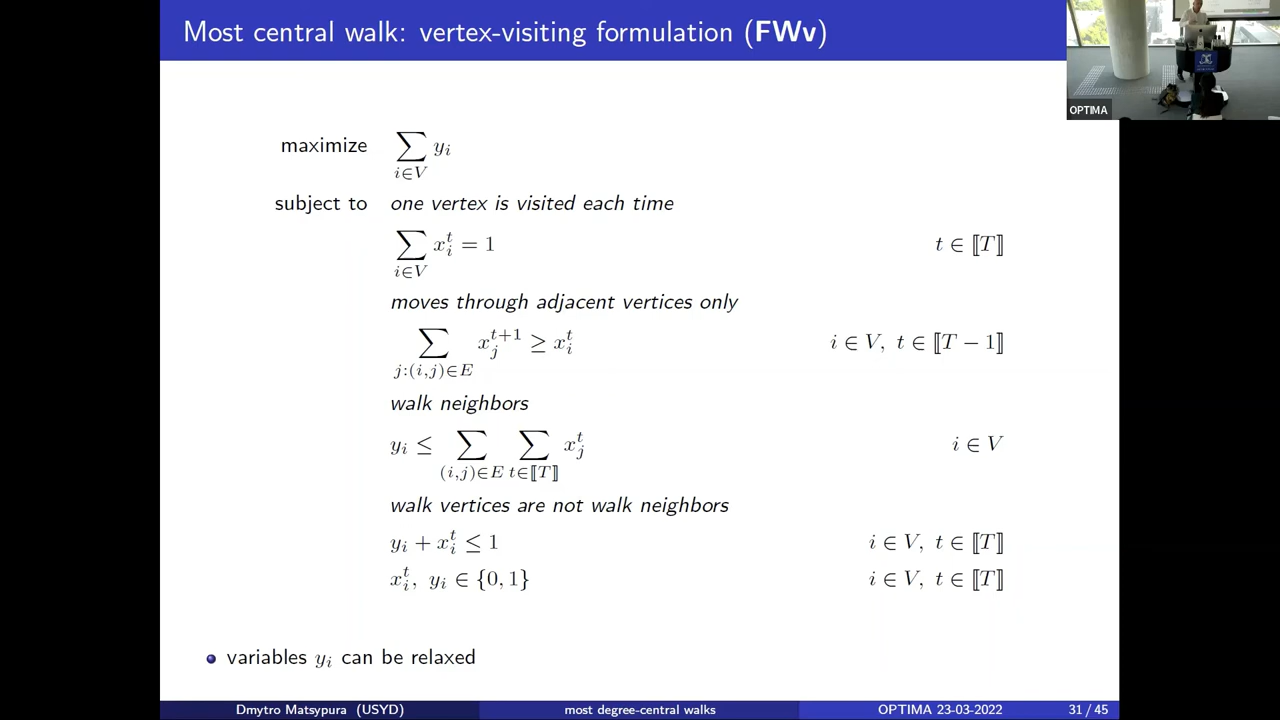 Most central walk: vertex-visiting formulation (FWv)
OPTIMA
maximize ∑_{i∈V} y_i
subject to one vertex is visited each time
∑_{i∈V} x_i^t = 1 t ∈ ⟦T⟧
moves through adjacent vertices only
∑_{j:(i,j)∈E} x_j^{t+1} ≥ x_i^t i ∈ V, t ∈ ⟦T − 1⟧
walk neighbors
y_i ≤ ∑_{(i,j)∈E} ∑_{t∈⟦T⟧} x_j^t i ∈ V
walk vertices are not walk neighbors
y_i + x_i^t ≤ 1 i ∈ V, t ∈ ⟦T⟧
x_i^t, y_i ∈ {0, 1} i ∈ V, t ∈ ⟦T⟧
variables y_i can be relaxed
Dmytro Matsypura (USYD) most degree-central walks OPTIMA 23-03-2022 31 / 45